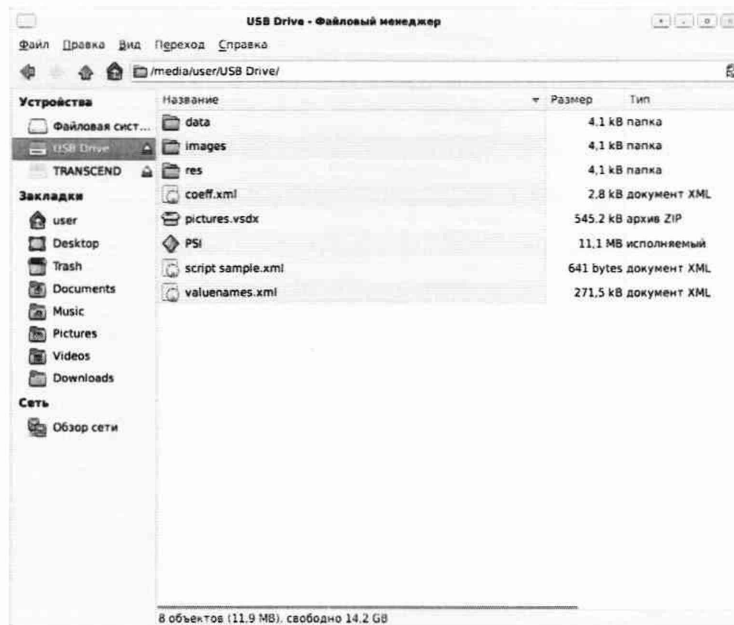 USB Drive - Файловый менеджер
Файл Правка Вид Переход Справка
/media/user/USB Drive/
Устройства
Файловая сист...
USB Drive
TRANSCEND
Закладки
user
Desktop
Trash
Documents
Music
Pictures
Videos
Downloads
Сеть
Обзор сети
Название Размер Тип
data 4,1 kB папка
images 4,1 kB папка
res 4,1 kB папка
coeff.xml 2,8 kB документ XML
pictures.vsdx 545,2 kB архив ZIP
PSI 11,1 MB исполняемый
script sample.xml 641 bytes документ XML
valuenames.xml 271,5 kB документ XML
8 объектов (11,9 MB), свободно 14,2 GB